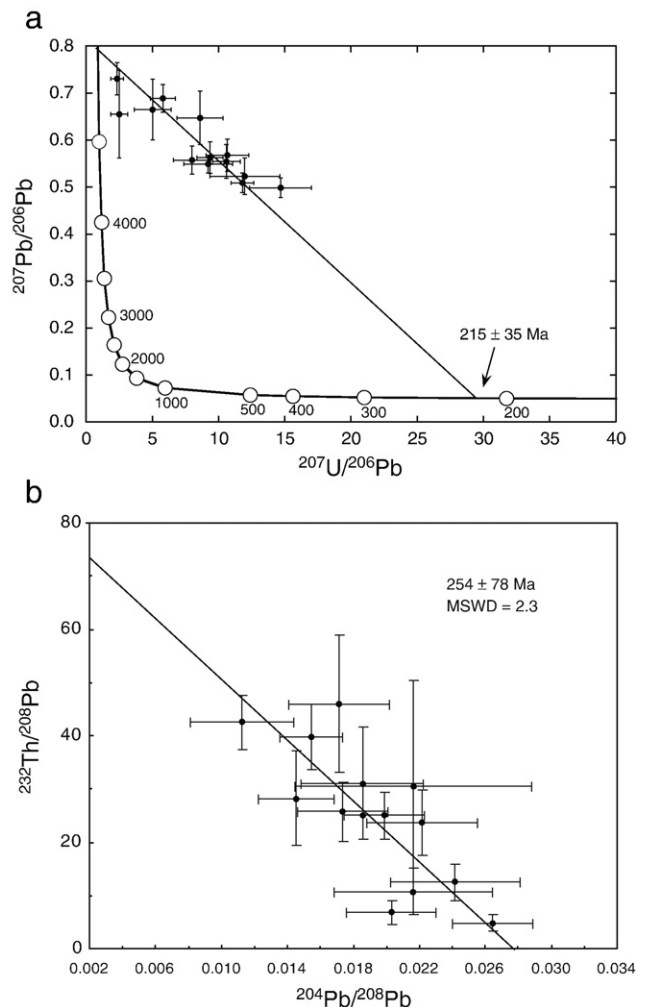 a
0.8
0.7
0.6
0.5
0.4
0.3
0.2
0.1
0.0
²⁰⁷Pb/²⁰⁶Pb
4000
3000
2000
1000
500
400
300
200
215 ± 35 Ma
0 5 10 15 20 25 30 35 40
²⁰⁷U/²⁰⁶Pb
b
80
60
40
20
0
²³²Th/²⁰⁸Pb
254 ± 78 Ma
MSWD = 2.3
0.002 0.006 0.010 0.014 0.018 0.022 0.026 0.030 0.034
²⁰⁴Pb/²⁰⁸Pb